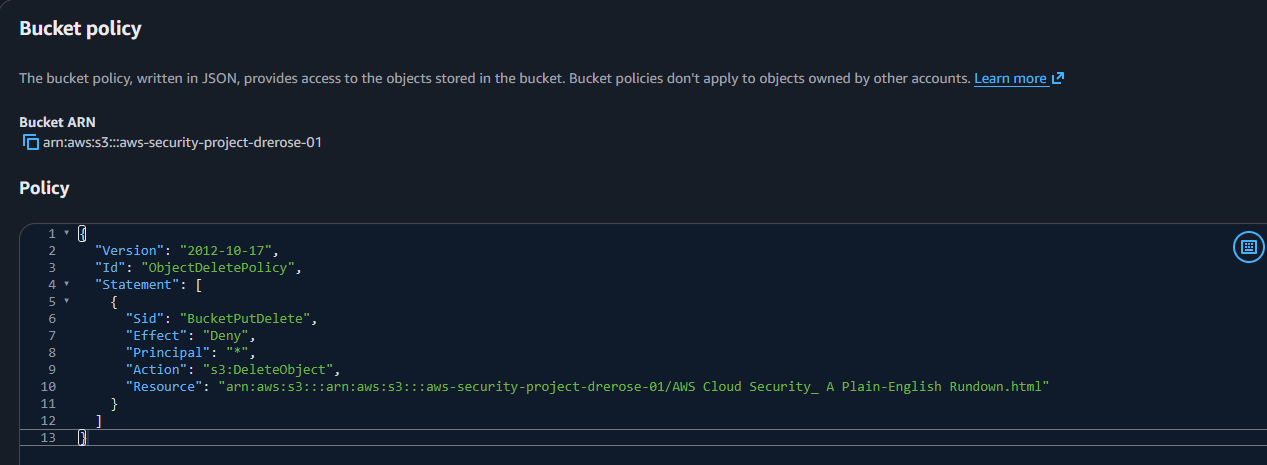 Bucket policy
The bucket policy, written in JSON, provides access to the objects stored in the bucket. Bucket policies don't apply to objects owned by other accounts. Learn more
Bucket ARN
arn:aws:s3:::aws-security-project-drerose-01
Policy
1 {
2 "Version": "2012-10-17",
3 "Id": "ObjectDeletePolicy",
4 "Statement": [
5 {
6 "Sid": "BucketPutDelete",
7 "Effect": "Deny",
8 "Principal": "*",
9 "Action": "s3:DeleteObject",
10 "Resource": "arn:aws:s3:::arn:aws:s3:::aws-security-project-drerose-01/AWS Cloud Security_ A Plain-English Rundown.html"
11 }
12 ]
13 }